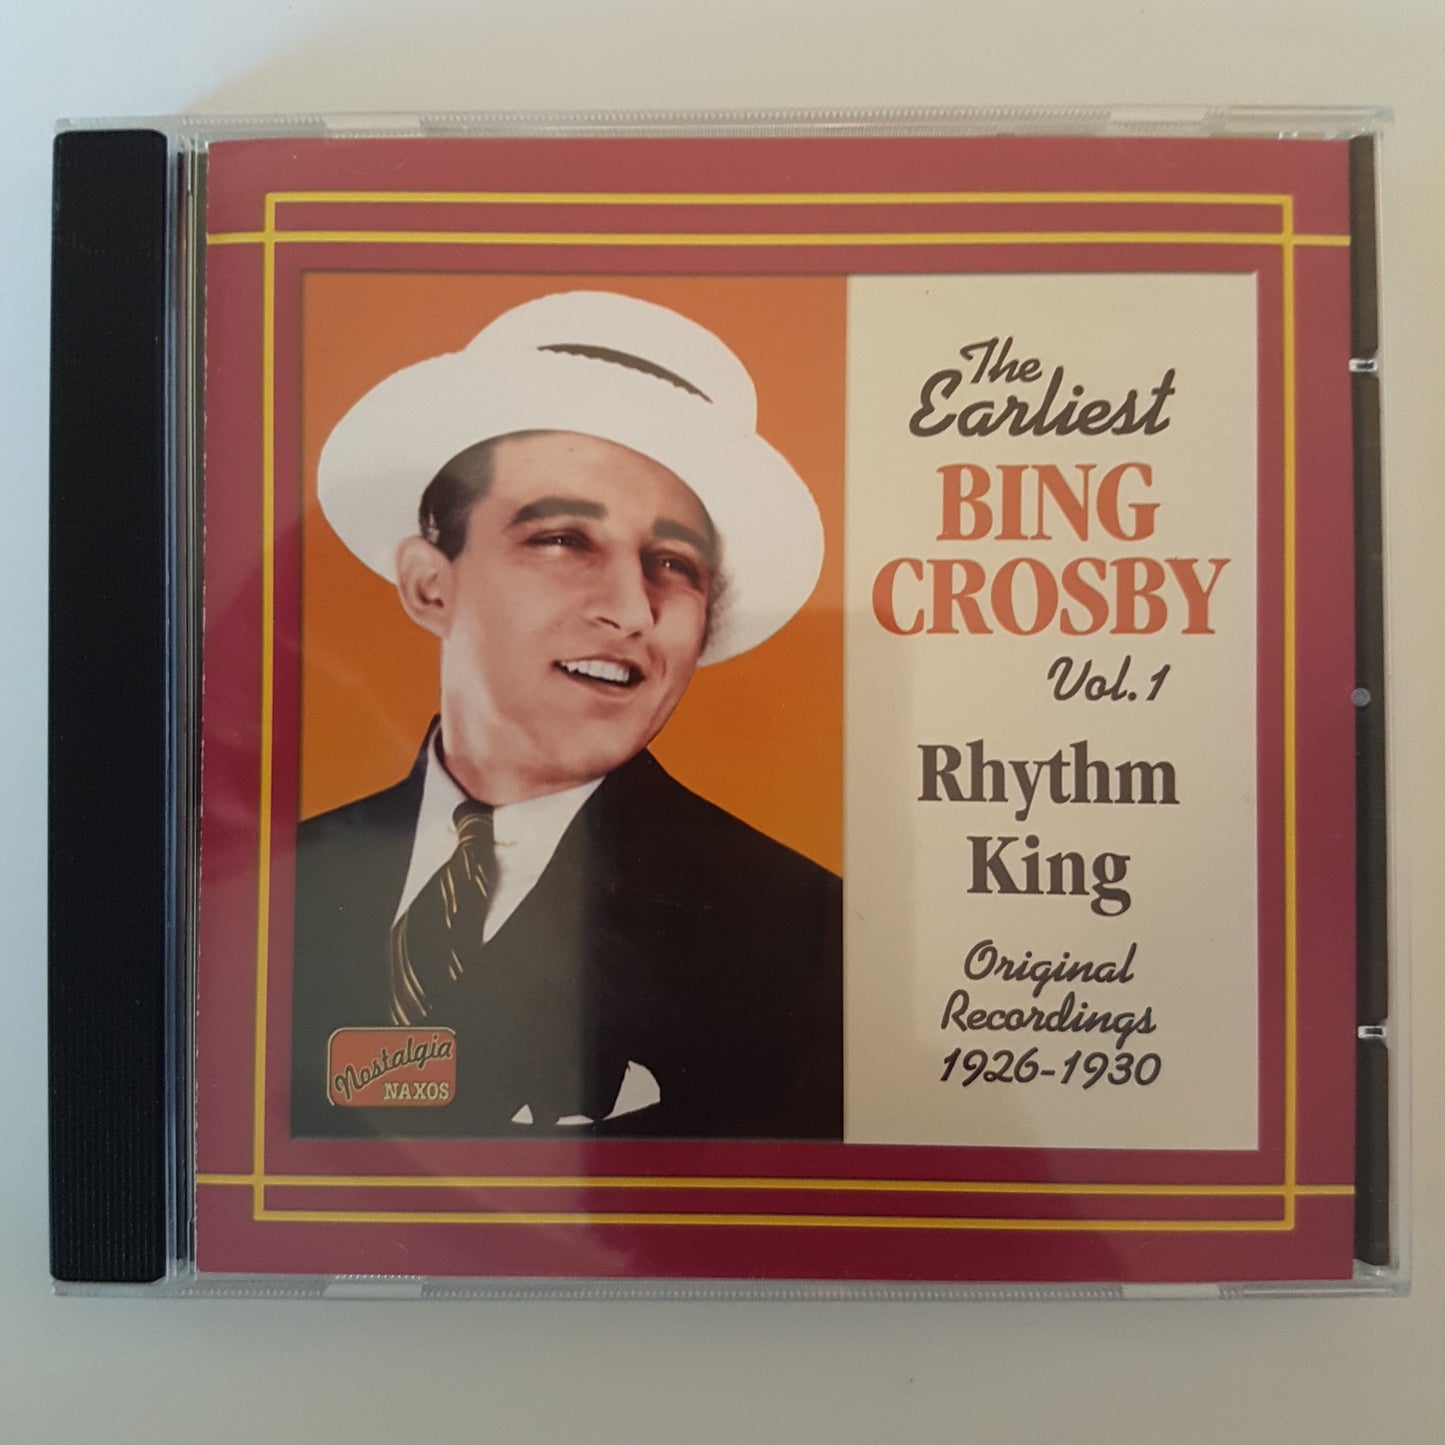 The
Earliest
BING
CROSBY
Vol. 1
Rhythm
King
Original
Recordings
1926-1930
Nostalgia
NAXOS